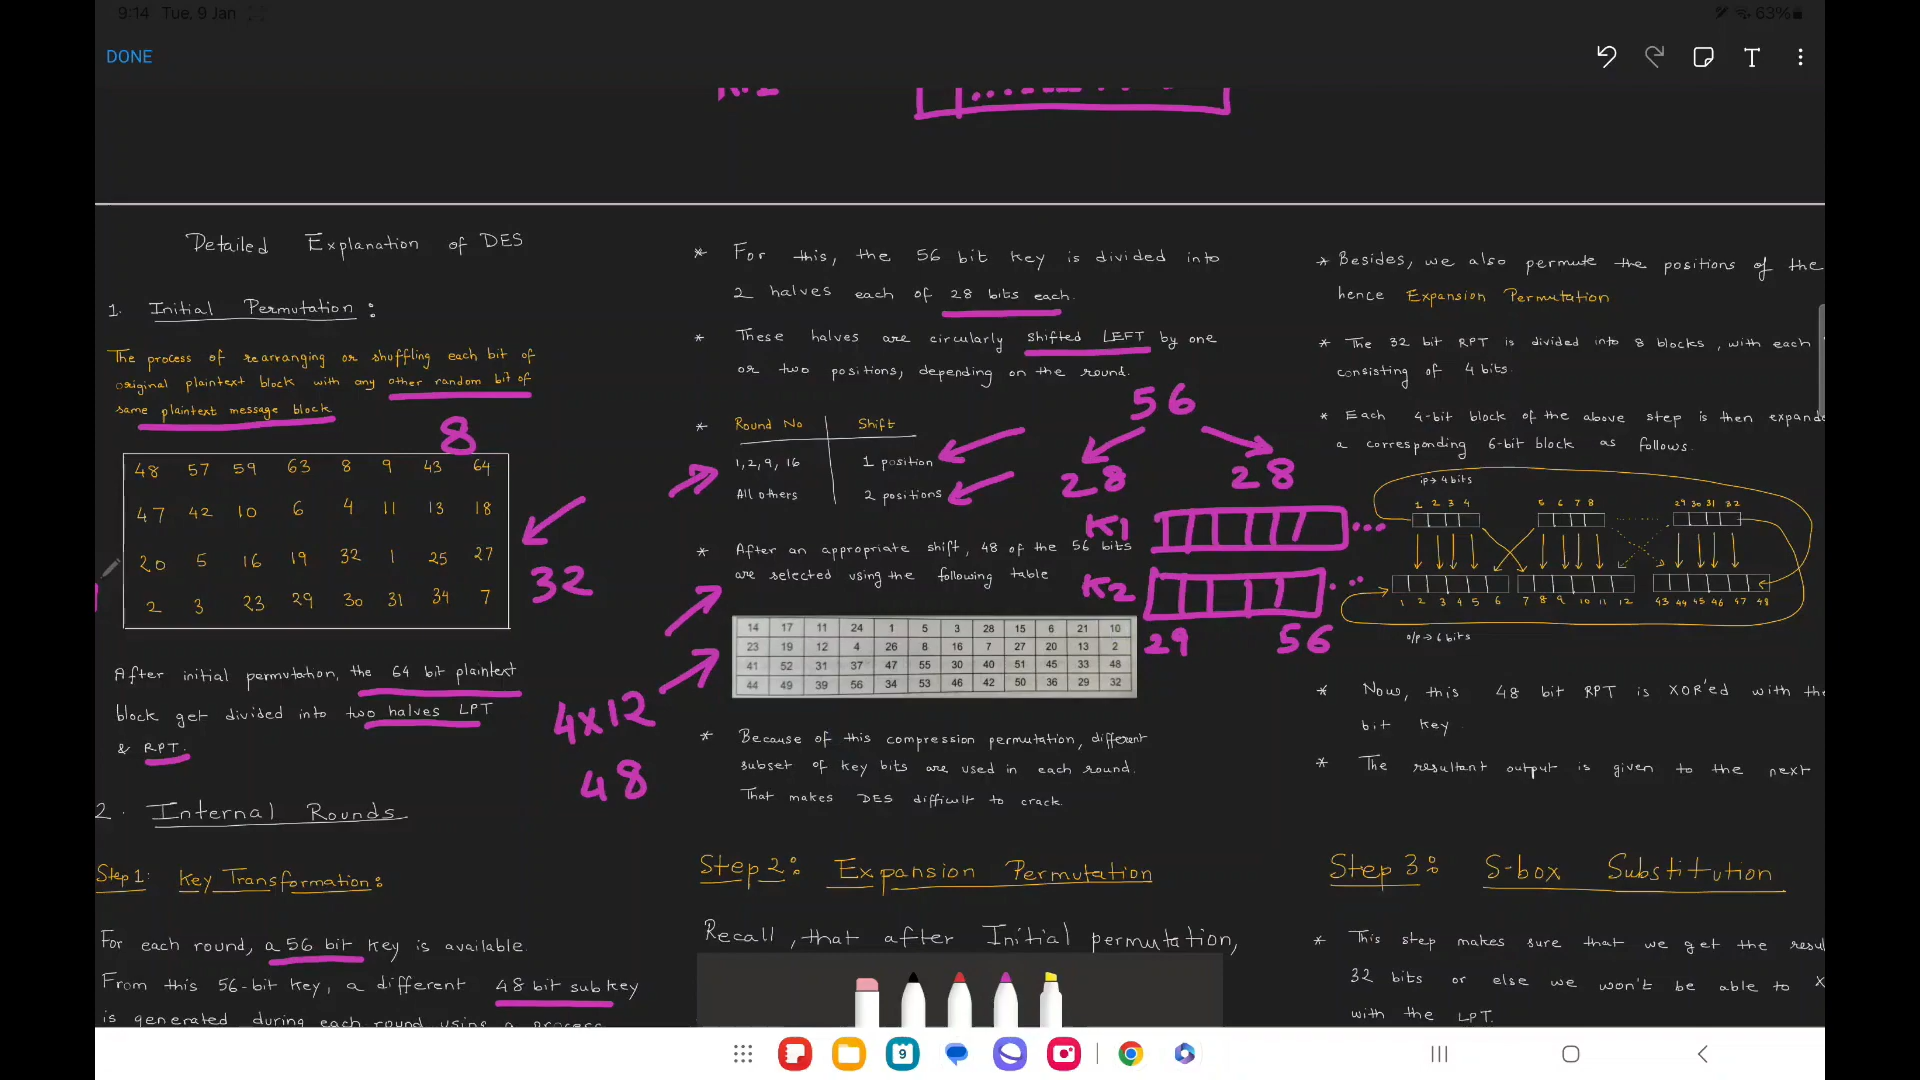 9:14 Tue, 9 Jan
63%
DONE
T
Detailed Explanation of DES
1. Initial Permutation :
The process of rearranging or shuffling each bit of
original plaintext block with any other random bit of
same plaintext message block
8
48 57 59 63 8 9 43 64
47 42 10 6 4 11 13 18
20 5 16 19 32 1 25 27
2 3 23 29 30 31 34 7
32
After initial permutation, the 64 bit plaintext
block get divided into two halves LPT
& RPT.
2. Internal Rounds
Step 1: Key Transformation:
For each round, a 56 bit key is available.
From this 56-bit key, a different 48 bit sub key
is generated during each round using a process
* For this, the 56 bit key is divided into
2 halves each of 28 bits each.
* These halves are circularly shifted LEFT by one
or two positions, depending on the round.
* Round No Shift
1,2,9,16 1 position
All others 2 positions
56
28 28
K1
K2
29 56
* After an appropriate shift, 48 of the 56 bits
are selected using the following table
14 17 11 24 1 5 3 28 15 6 21 10
23 19 12 4 26 8 16 7 27 20 13 2
41 52 31 37 47 55 30 40 51 45 33 48
44 49 39 56 34 53 46 42 50 36 29 32
4x12
48
* Because of this compression permutation, different
subset of key bits are used in each round.
That makes DES difficult to crack.
Step 2: Expansion Permutation
Recall, that after Initial permutation,
* Besides, we also permute the positions of the
hence Expansion Permutation
* The 32 bit RPT is divided into 8 blocks, with each
consisting of 4 bits.
* Each 4-bit block of the above step is then expande
a corresponding 6-bit block as follows.
ip→ 4 bits
1 2 3 4 5 6 7 8 29 30 31 32
1 2 3 4 5 6 7 8 9 10 11 12 43 44 45 46 47 48
o/p → 6 bits
* Now, this 48 bit RPT is XOR'ed with the
bit key
* The resultant output is given to the next
Step 3: S-box Substitution
* This step makes sure that we get the resu
32 bits or else we won't be able to X
with the LPT.
9